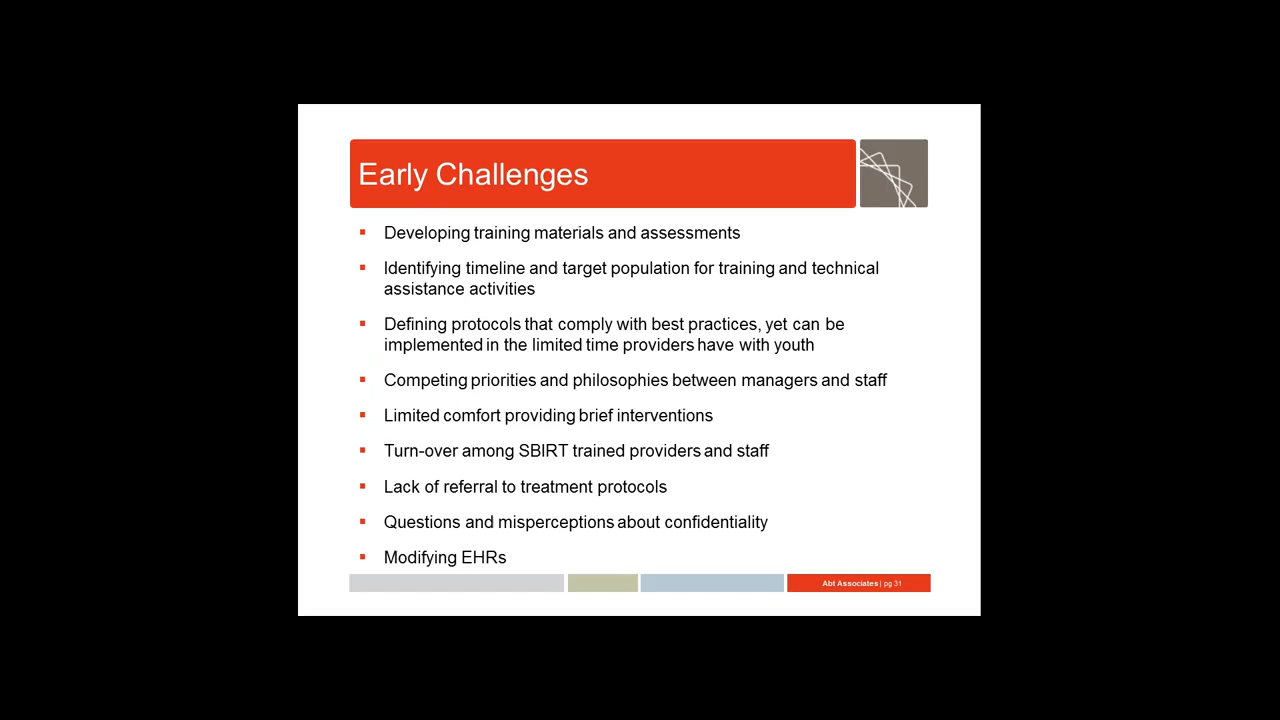 Early Challenges
Developing training materials and assessments
Identifying timeline and target population for training and technical
assistance activities
Defining protocols that comply with best practices, yet can be
implemented in the limited time providers have with youth
Competing priorities and philosophies between managers and staff
Limited comfort providing brief interventions
Turn-over among SBIRT trained providers and staff
Lack of referral to treatment protocols
Questions and misperceptions about confidentiality
Modifying EHRs
Abt Associates | pg 31